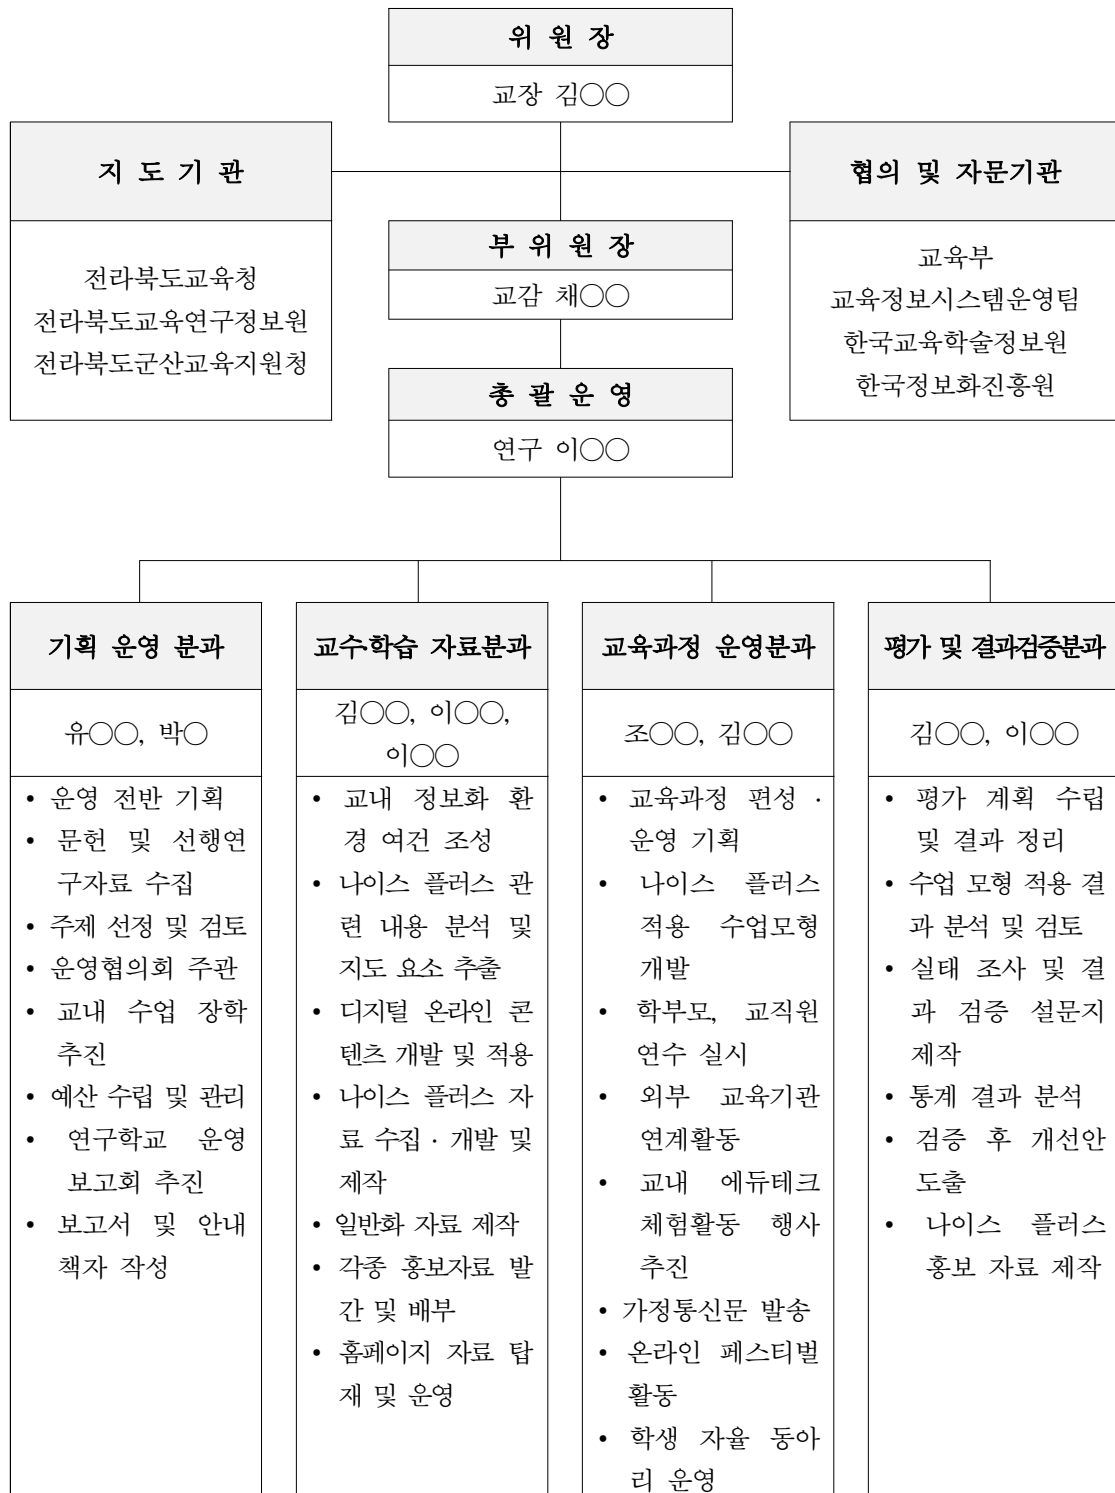 위 원 장
교장 김○○
지 도 기 관
전라북도교육청
전라북도교육연구정보원
전라북도군산교육지원청
협의 및 자문기관
교육부
교육정보시스템운영팀
한국교육학술정보원
한국정보화진흥원
부 위 원 장
교감 채○○
총 괄 운 영
연구 이○○
기획 운영 분과
유○○, 박○
• 운영 전반 기획
• 문헌 및 선행연
구자료 수집
• 주제 선정 및 검토
• 운영협의회 주관
• 교내 수업 장학
추진
• 예산 수립 및 관리
• 연구학교 운영
보고회 추진
• 보고서 및 안내
책자 작성
교수학습 자료분과
김○○, 이○○,
이○○
• 교내 정보화 환
경 여건 조성
• 나이스 플러스 관
련 내용 분석 및
지도 요소 추출
• 디지털 온라인 콘
텐츠 개발 및 적용
• 나이스 플러스 자
료 수집 · 개발 및
제작
• 일반화 자료 제작
• 각종 홍보자료 발
간 및 배부
• 홈페이지 자료 탑
재 및 운영
교육과정 운영분과
조○○, 김○○
• 교육과정 편성 ·
운영 기획
• 나이스 플러스
적용 수업모형
개발
• 학부모, 교직원
연수 실시
• 외부 교육기관
연계활동
• 교내 에듀테크
체험활동 행사
추진
• 가정통신문 발송
• 온라인 페스티벌
활동
• 학생 자율 동아
리 운영
평가 및 결과검증분과
김○○, 이○○
• 평가 계획 수립
및 결과 정리
• 수업 모형 적용 결
과 분석 및 검토
• 실태 조사 및 결
과 검증 설문지
제작
• 통계 결과 분석
• 검증 후 개선안
도출
• 나이스 플러스
홍보 자료 제작